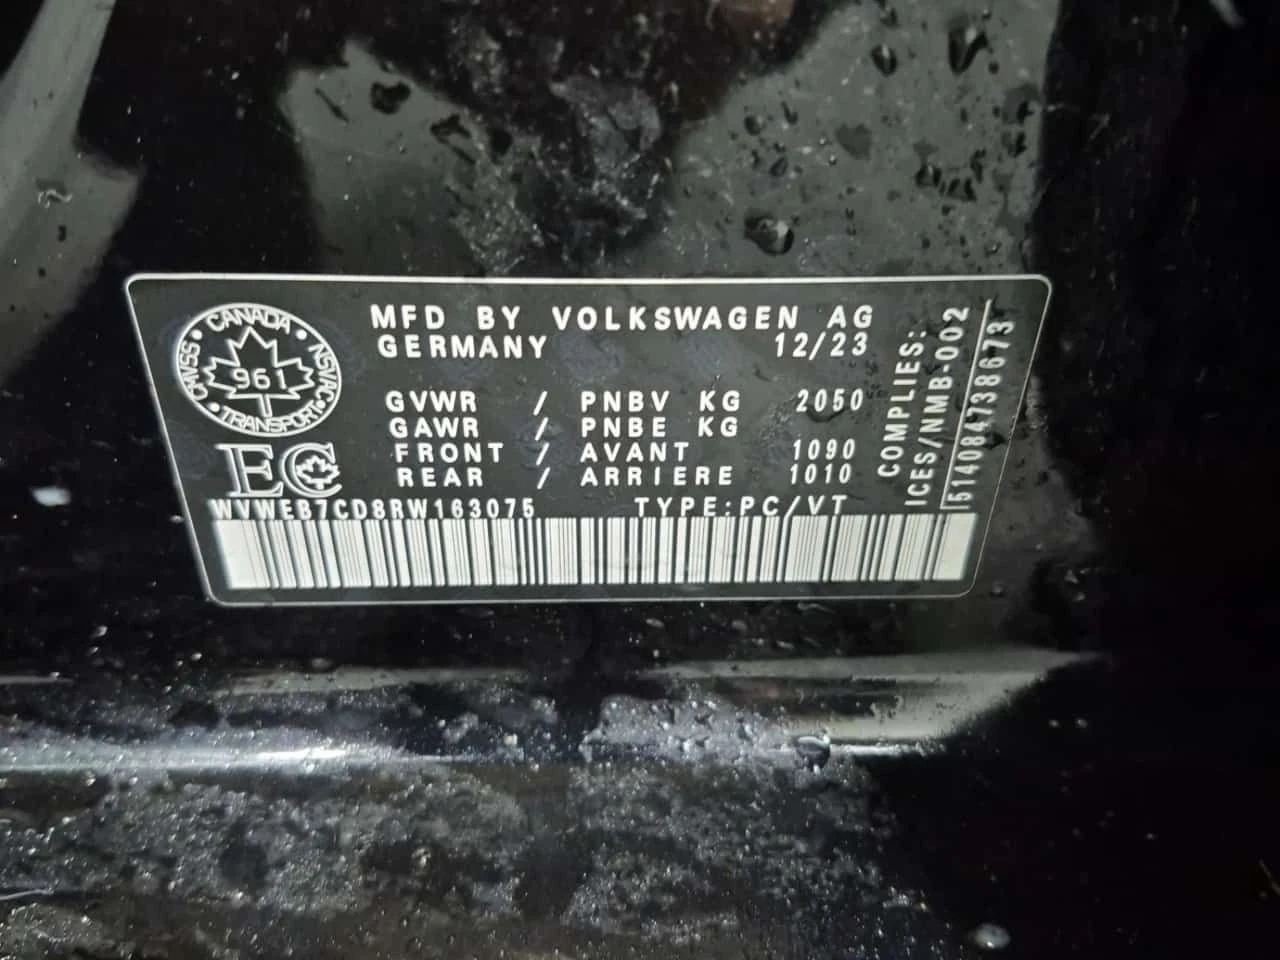 CANADA
CMVSS
NSVAC
961
TRANSPORT
EC
MFD BY VOLKSWAGEN AG
GERMANY 12/23
GVWR / PNBV KG 2050
GAWR / PNBE KG
FRONT / AVANT 1090
REAR / ARRIERE 1010
WVWEB7CD8RW163075 TYPE:PC/VT
COMPLIES:
ICES/NMB-002
514084738673